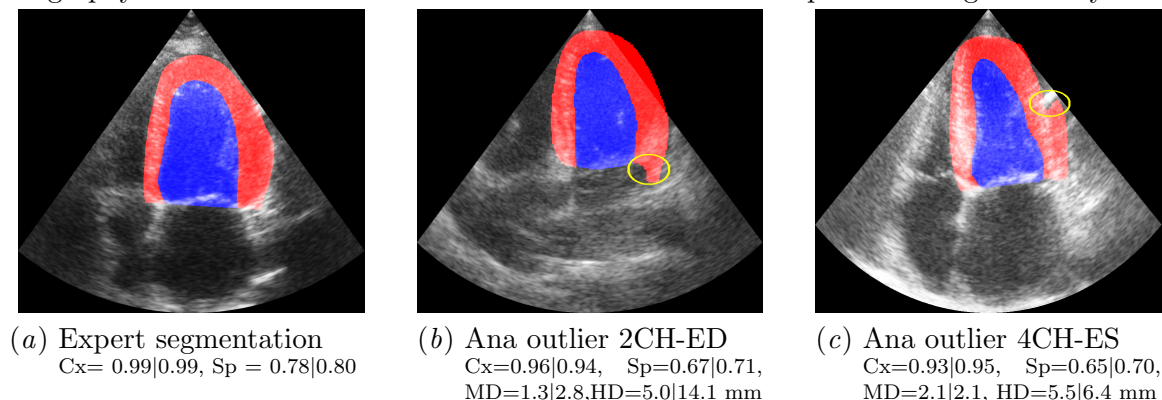 (a) Expert segmentation
Cx= 0.99|0.99, Sp = 0.78|0.80
(b) Ana outlier 2CH-ED
Cx=0.96|0.94, Sp=0.67|0.71,
MD=1.3|2.8,HD=5.0|14.1 mm
(c) Ana outlier 4CH-ES
Cx=0.93|0.95, Sp=0.65|0.70,
MD=2.1|2.1, HD=5.5|6.4 mm